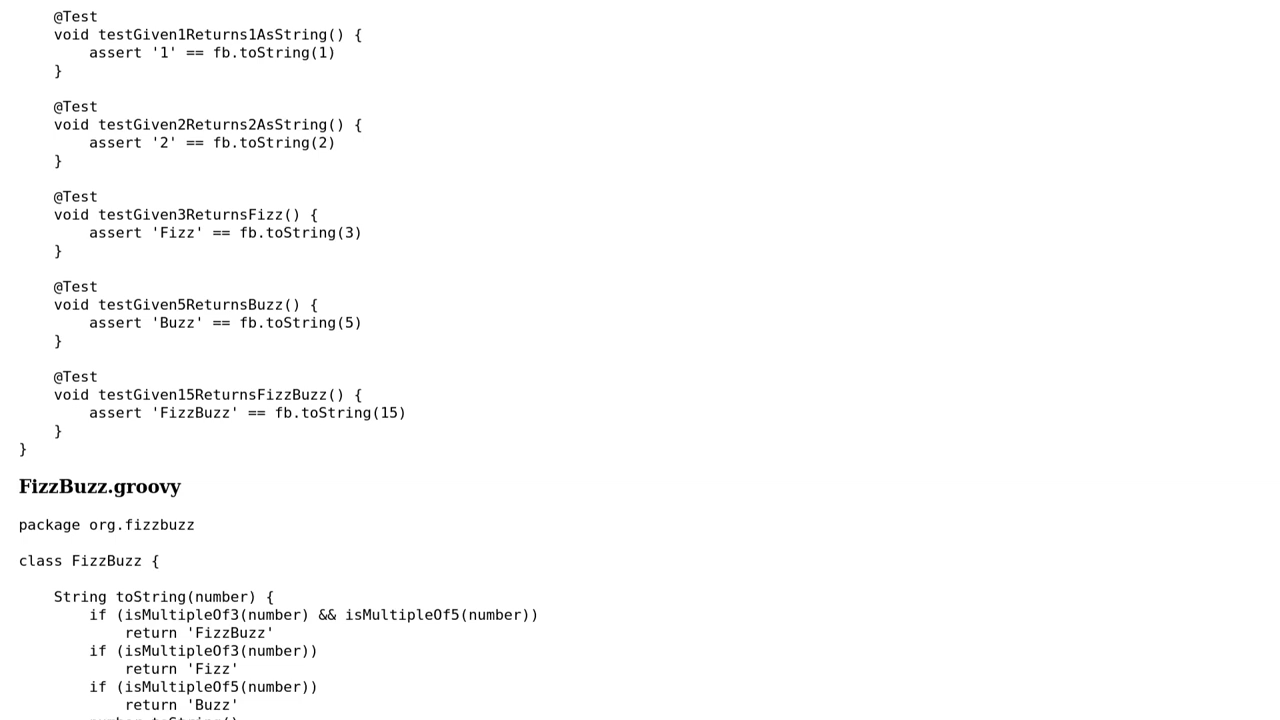 @Test
    void testGiven1Returns1AsString() {
        assert '1' == fb.toString(1)
    }

    @Test
    void testGiven2Returns2AsString() {
        assert '2' == fb.toString(2)
    }

    @Test
    void testGiven3ReturnsFizz() {
        assert 'Fizz' == fb.toString(3)
    }

    @Test
    void testGiven5ReturnsBuzz() {
        assert 'Buzz' == fb.toString(5)
    }

    @Test
    void testGiven15ReturnsFizzBuzz() {
        assert 'FizzBuzz' == fb.toString(15)
    }
}
FizzBuzz.groovy
package org.fizzbuzz

class FizzBuzz {

    String toString(number) {
        if (isMultipleOf3(number) && isMultipleOf5(number))
            return 'FizzBuzz'
        if (isMultipleOf3(number))
            return 'Fizz'
        if (isMultipleOf5(number))
            return 'Buzz'